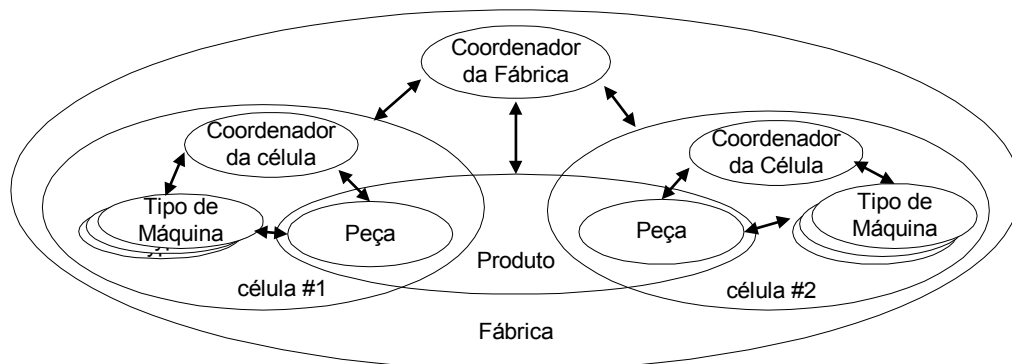 Coordenador
da Fábrica
Coordenador
da célula
Coordenador
da Célula
Tipo de
Máquina
Peça
Peça
Tipo de
Máquina
Produto
célula #1
célula #2
Fábrica